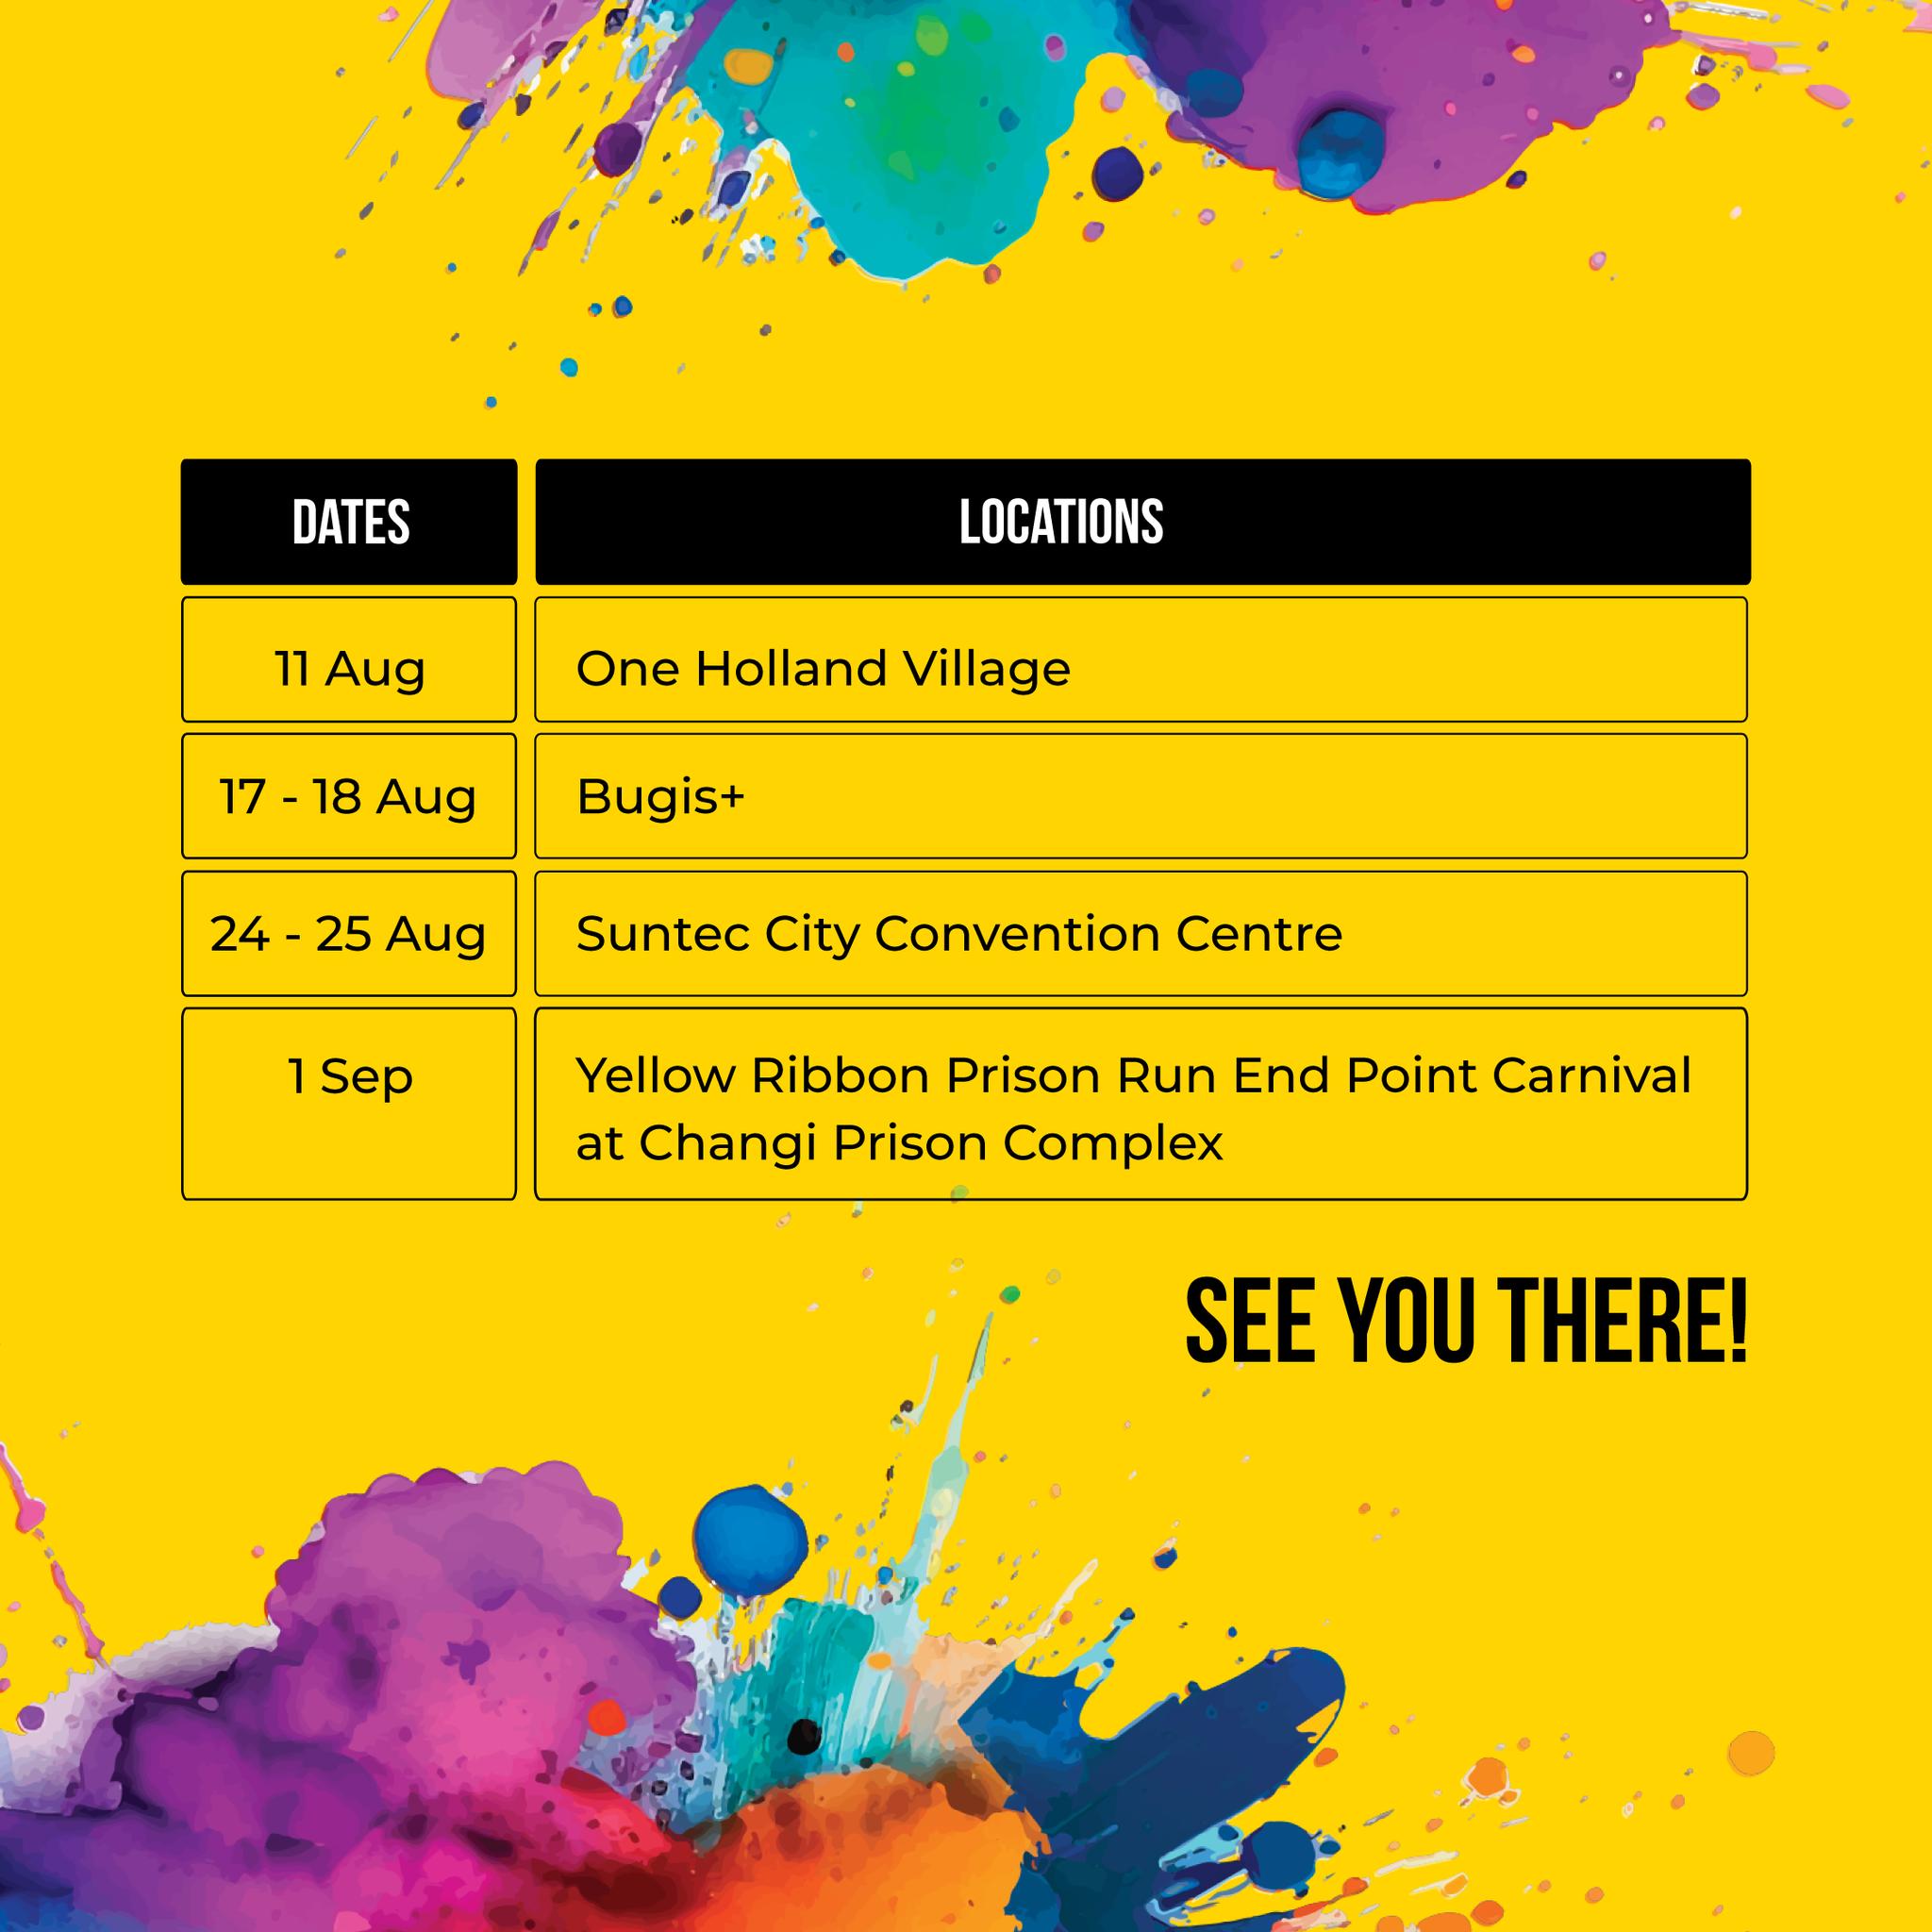 DATES
LOCATIONS
11 Aug
One Holland Village
17 - 18 Aug
Bugis+
24 - 25 Aug
Suntec City Convention Centre
1 Sep
Yellow Ribbon Prison Run End Point Carnival
at Changi Prison Complex
SEE YOU THERE!